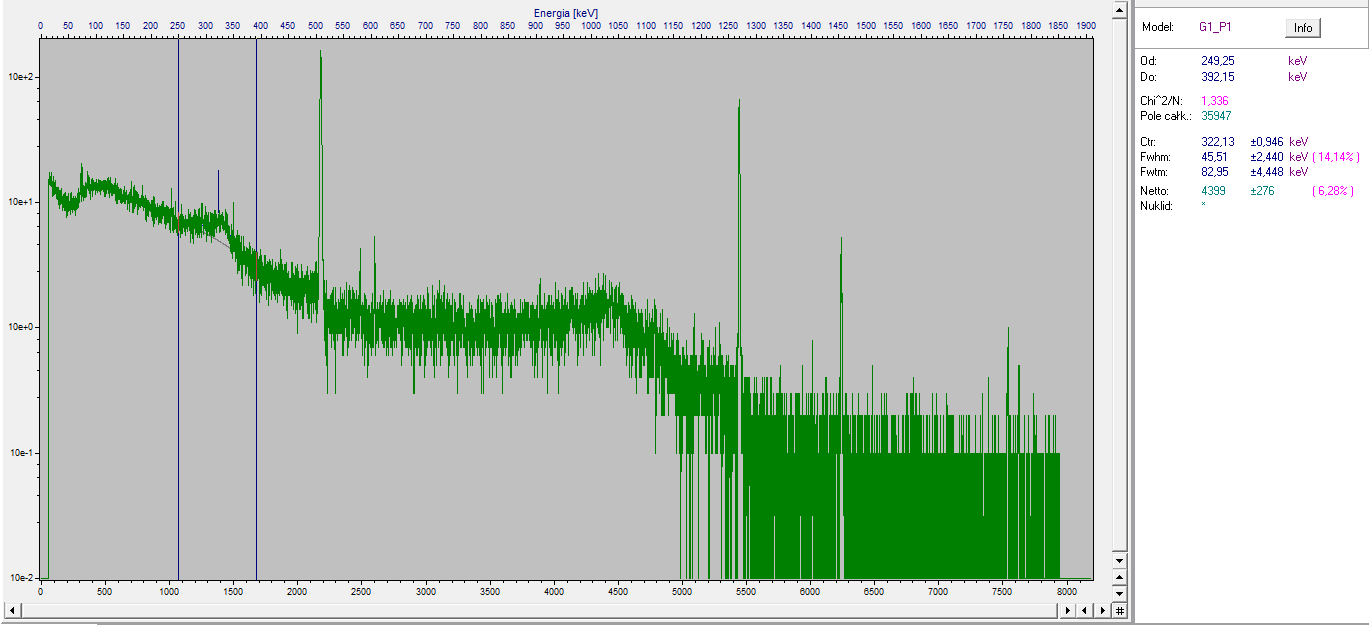 Energia [keV]
0 50 100 150 200 250 300 350 400 450 500 550 600 650 700 750 800 850 900 950 1000 1050 1100 1150 1200 1250 1300 1350 1400 1450 1500 1550 1600 1650 1700 1750 1800 1850 1900
10e+2
10e+1
10e+0
10e-1
10e-2
0 500 1000 1500 2000 2500 3000 3500 4000 4500 5000 5500 6000 6500 7000 7500 8000
#
Model: G1_P1 Info
Od: 249,25 keV
Do: 392,15 keV
Chi^2/N: 1,336
Pole całk.: 35947
Ctr: 322,13 ±0,946 keV
Fwhm: 45,51 ±2,440 keV ( 14,14% )
Fwtm: 82,95 ±4,448 keV
Netto: 4399 ±276 ( 6,28% )
Nuklid: *